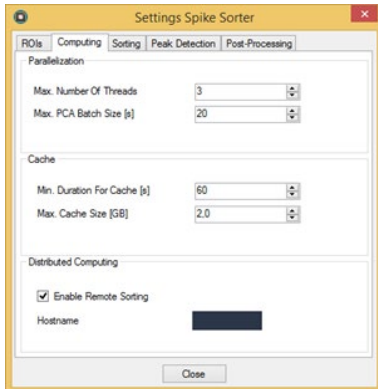 Settings Spike Sorter
ROIs Computing Sorting Peak Detection Post-Processing
Parallelization
Max. Number Of Threads 3
Max. PCA Batch Size [s] 20
Cache
Min. Duration For Cache [s] 60
Max. Cache Size [GB] 2.0
Distributed Computing
Enable Remote Sorting
Hostname
Close